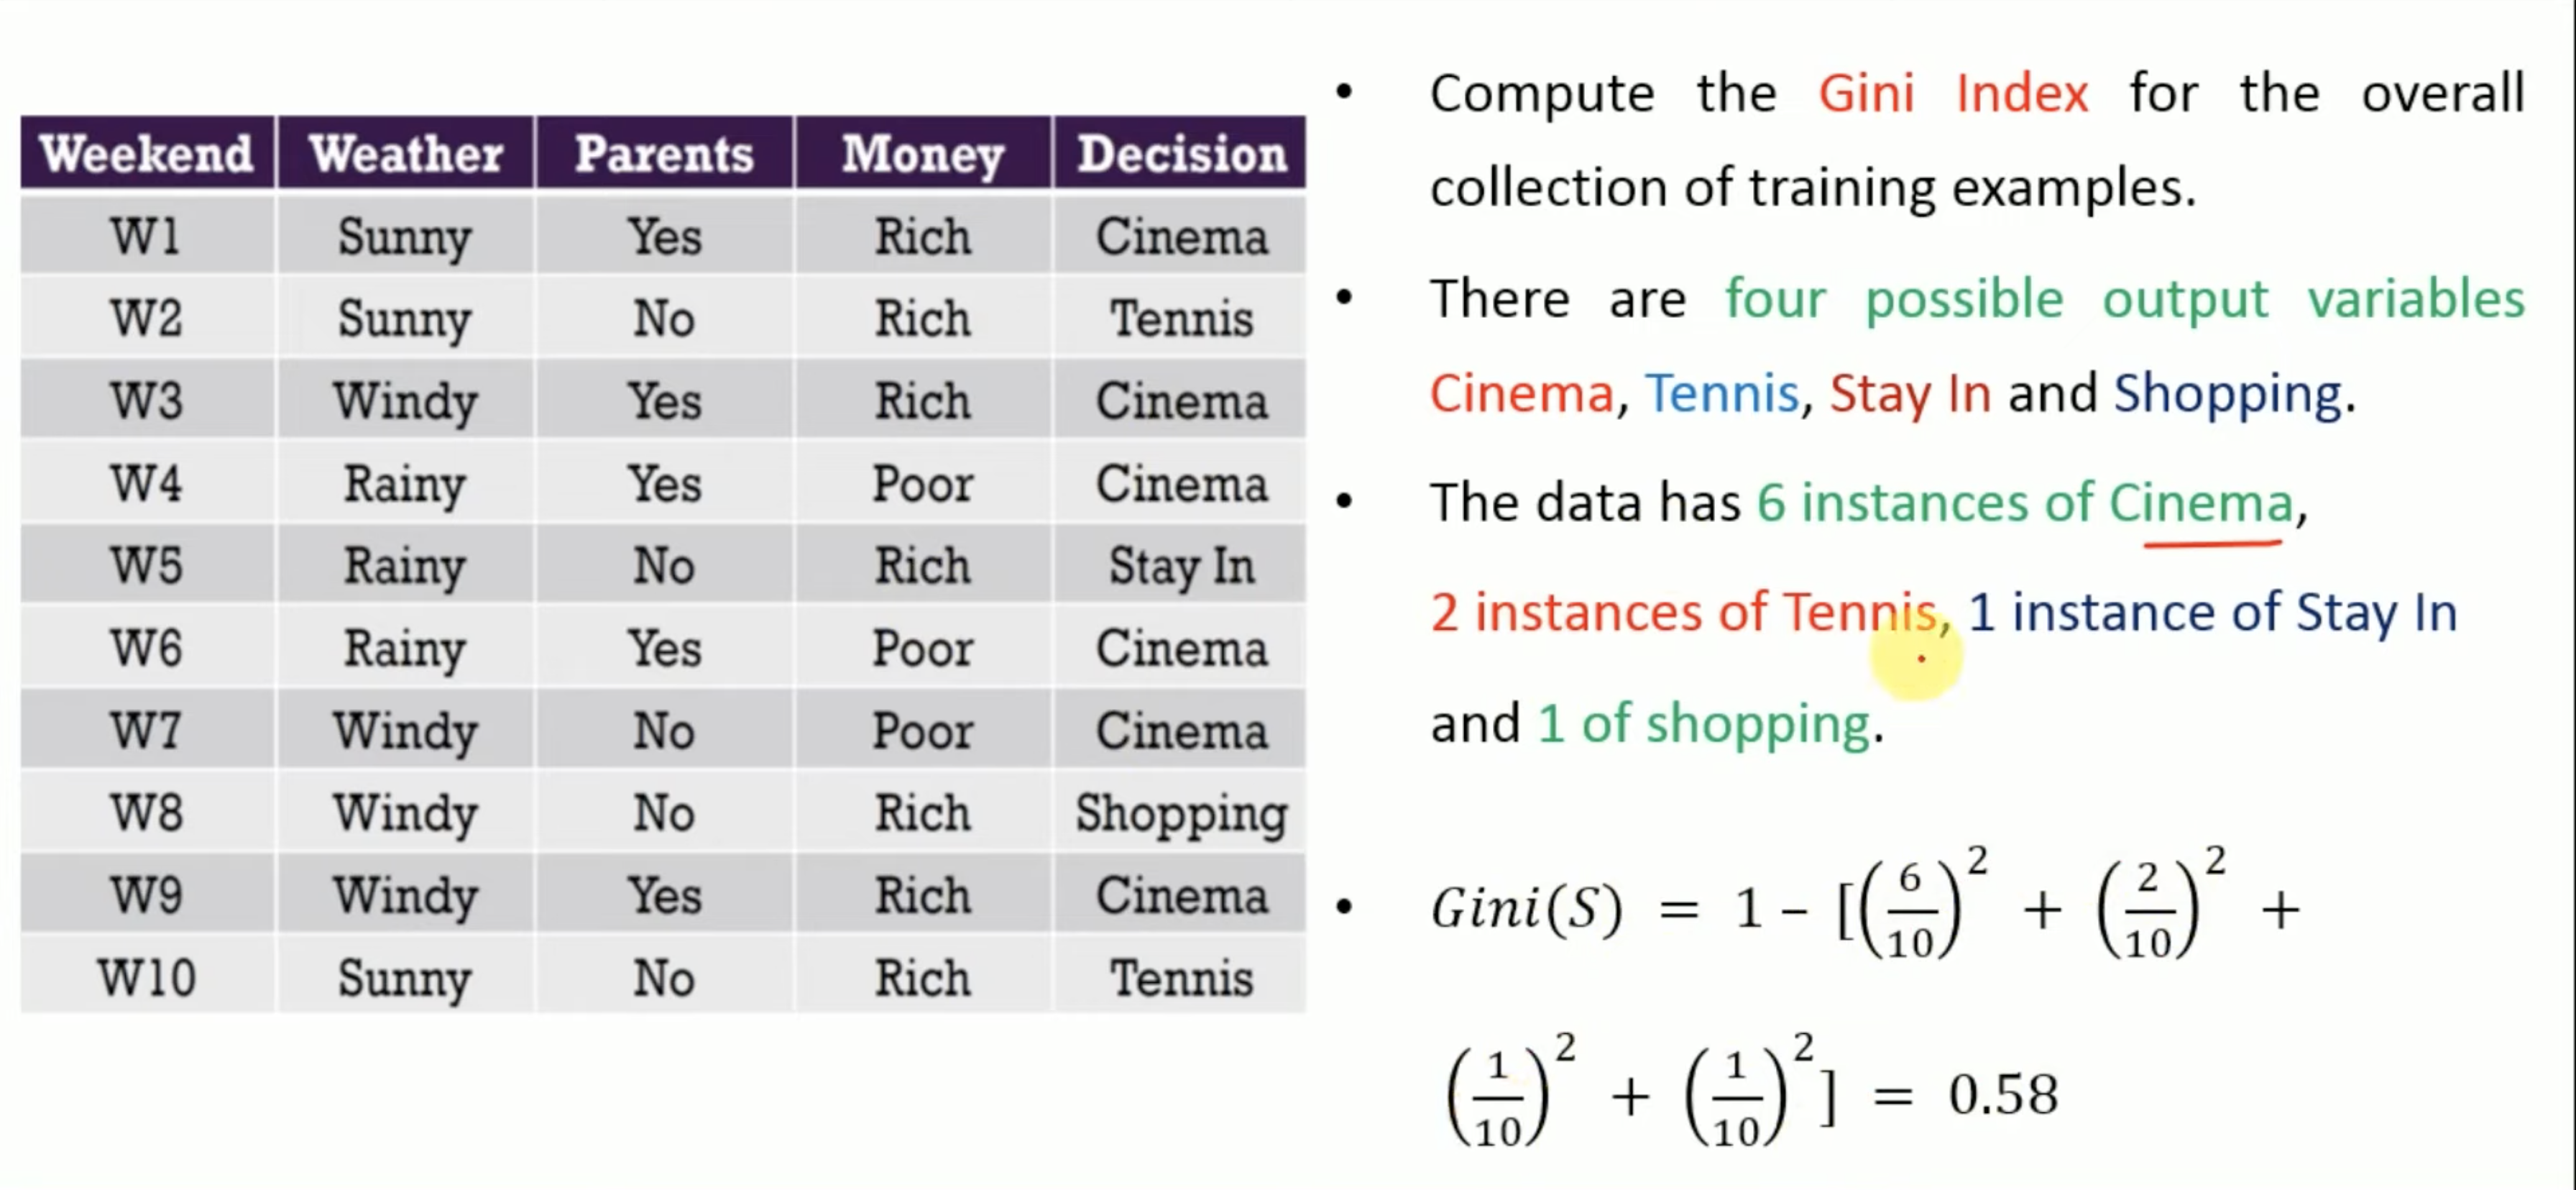 Weekend Weather Parents Money Decision
W1 Sunny Yes Rich Cinema
W2 Sunny No Rich Tennis
W3 Windy Yes Rich Cinema
W4 Rainy Yes Poor Cinema
W5 Rainy No Rich Stay In
W6 Rainy Yes Poor Cinema
W7 Windy No Poor Cinema
W8 Windy No Rich Shopping
W9 Windy Yes Rich Cinema
W10 Sunny No Rich Tennis
• Compute the Gini Index for the overall
collection of training examples.
• There are four possible output variables
Cinema, Tennis, Stay In and Shopping.
• The data has 6 instances of Cinema,
2 instances of Tennis, 1 instance of Stay In
and 1 of shopping.
• Gini(S) = 1 – [(6/10)² + (2/10)² +
(1/10)² + (1/10)²] = 0.58